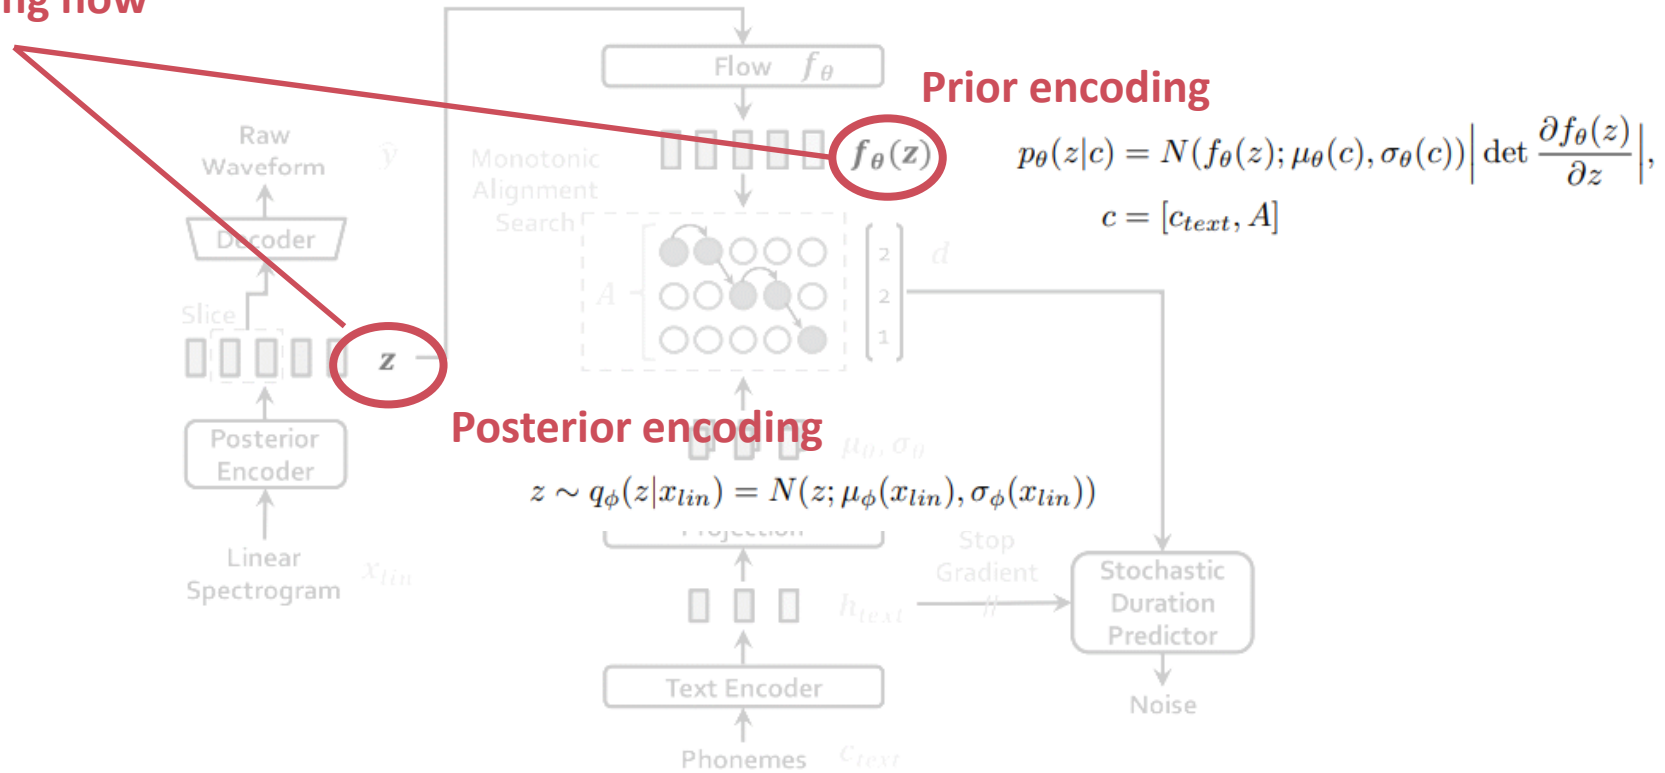 ng flow
Flow f_θ
Prior encoding
f_θ(z)
p_θ(z|c) = N(f_θ(z); μ_θ(c), σ_θ(c)) | det ∂f_θ(z)/∂z |,
c = [c_text, A]
Raw
Waveform ŷ
Monotonic
Alignment
Search
Decoder
A
2
2
1
d
Slice
z
Posterior encoding
μ_θ, σ_θ
Posterior
Encoder
z ∼ q_ϕ(z|x_lin) = N(z; μ_ϕ(x_lin), σ_ϕ(x_lin))
Projection
Linear
Spectrogram x_lin
Stop
Gradient
//
h_text
Stochastic
Duration
Predictor
Text Encoder
Noise
Phonemes c_text